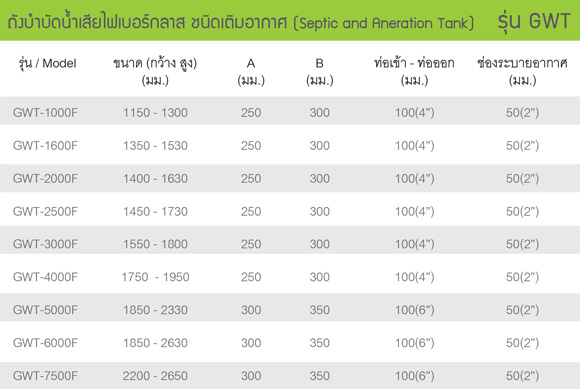 ถังบำบัดน้ำเสียไฟเบอร์กลาส ชนิดเติมอากาศ (Septic and Aneration Tank) รุ่น GWT
รุ่น / Model ขนาด (กว้าง สูง) A B ท่อเข้า - ท่อออก ช่องระบายอากาศ
(มม.) (มม.) (มม.) (มม.) (มม.)
GWT-1000F 1150 - 1300 250 300 100(4") 50(2")
GWT-1600F 1350 - 1530 250 300 100(4") 50(2")
GWT-2000F 1400 - 1630 250 300 100(4") 50(2")
GWT-2500F 1450 - 1730 250 300 100(4") 50(2")
GWT-3000F 1550 - 1800 250 300 100(4") 50(2")
GWT-4000F 1750 - 1950 250 300 100(4") 50(2")
GWT-5000F 1850 - 2330 300 350 100(6") 50(2")
GWT-6000F 1850 - 2630 300 350 100(6") 50(2")
GWT-7500F 2200 - 2650 300 350 100(6") 50(2")